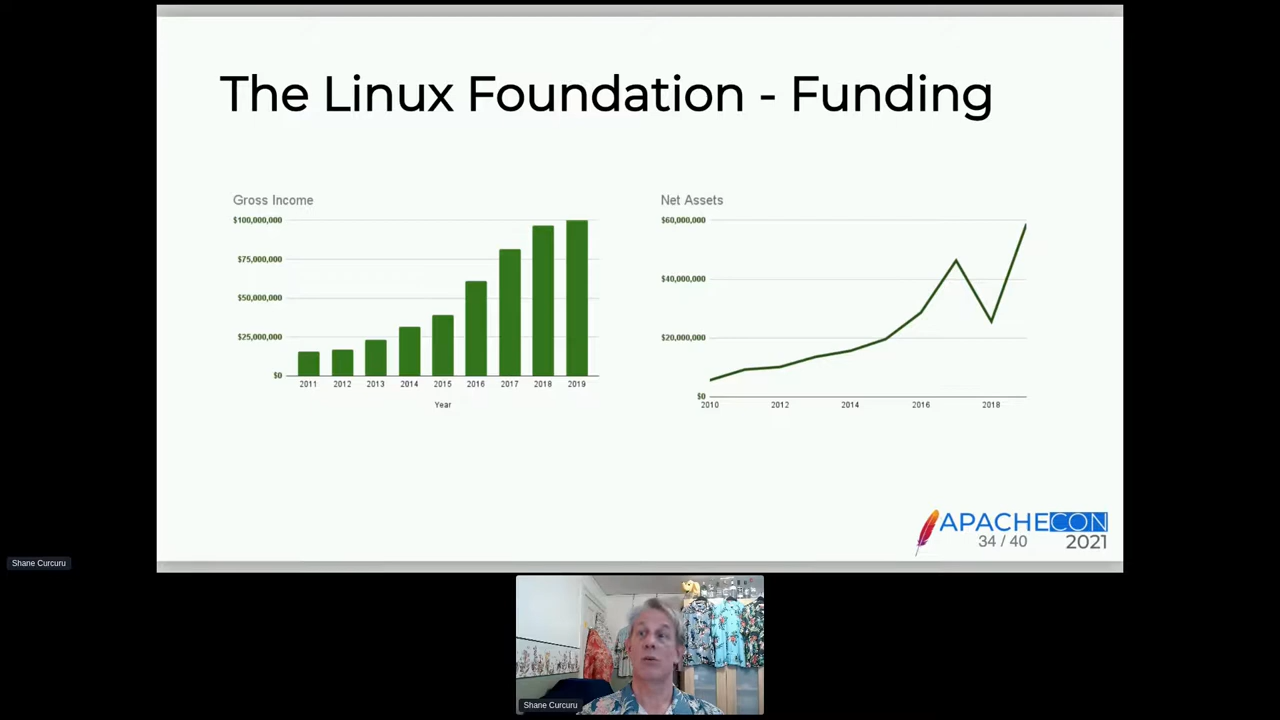 The Linux Foundation - Funding
Gross Income
$100,000,000
$75,000,000
$50,000,000
$25,000,000
$0
2011 2012 2013 2014 2015 2016 2017 2018 2019
Year
Net Assets
$60,000,000
$40,000,000
$20,000,000
$0
2010 2012 2014 2016 2018
APACHECON
34 / 40 2021
Shane Curcuru
Shane Curcuru